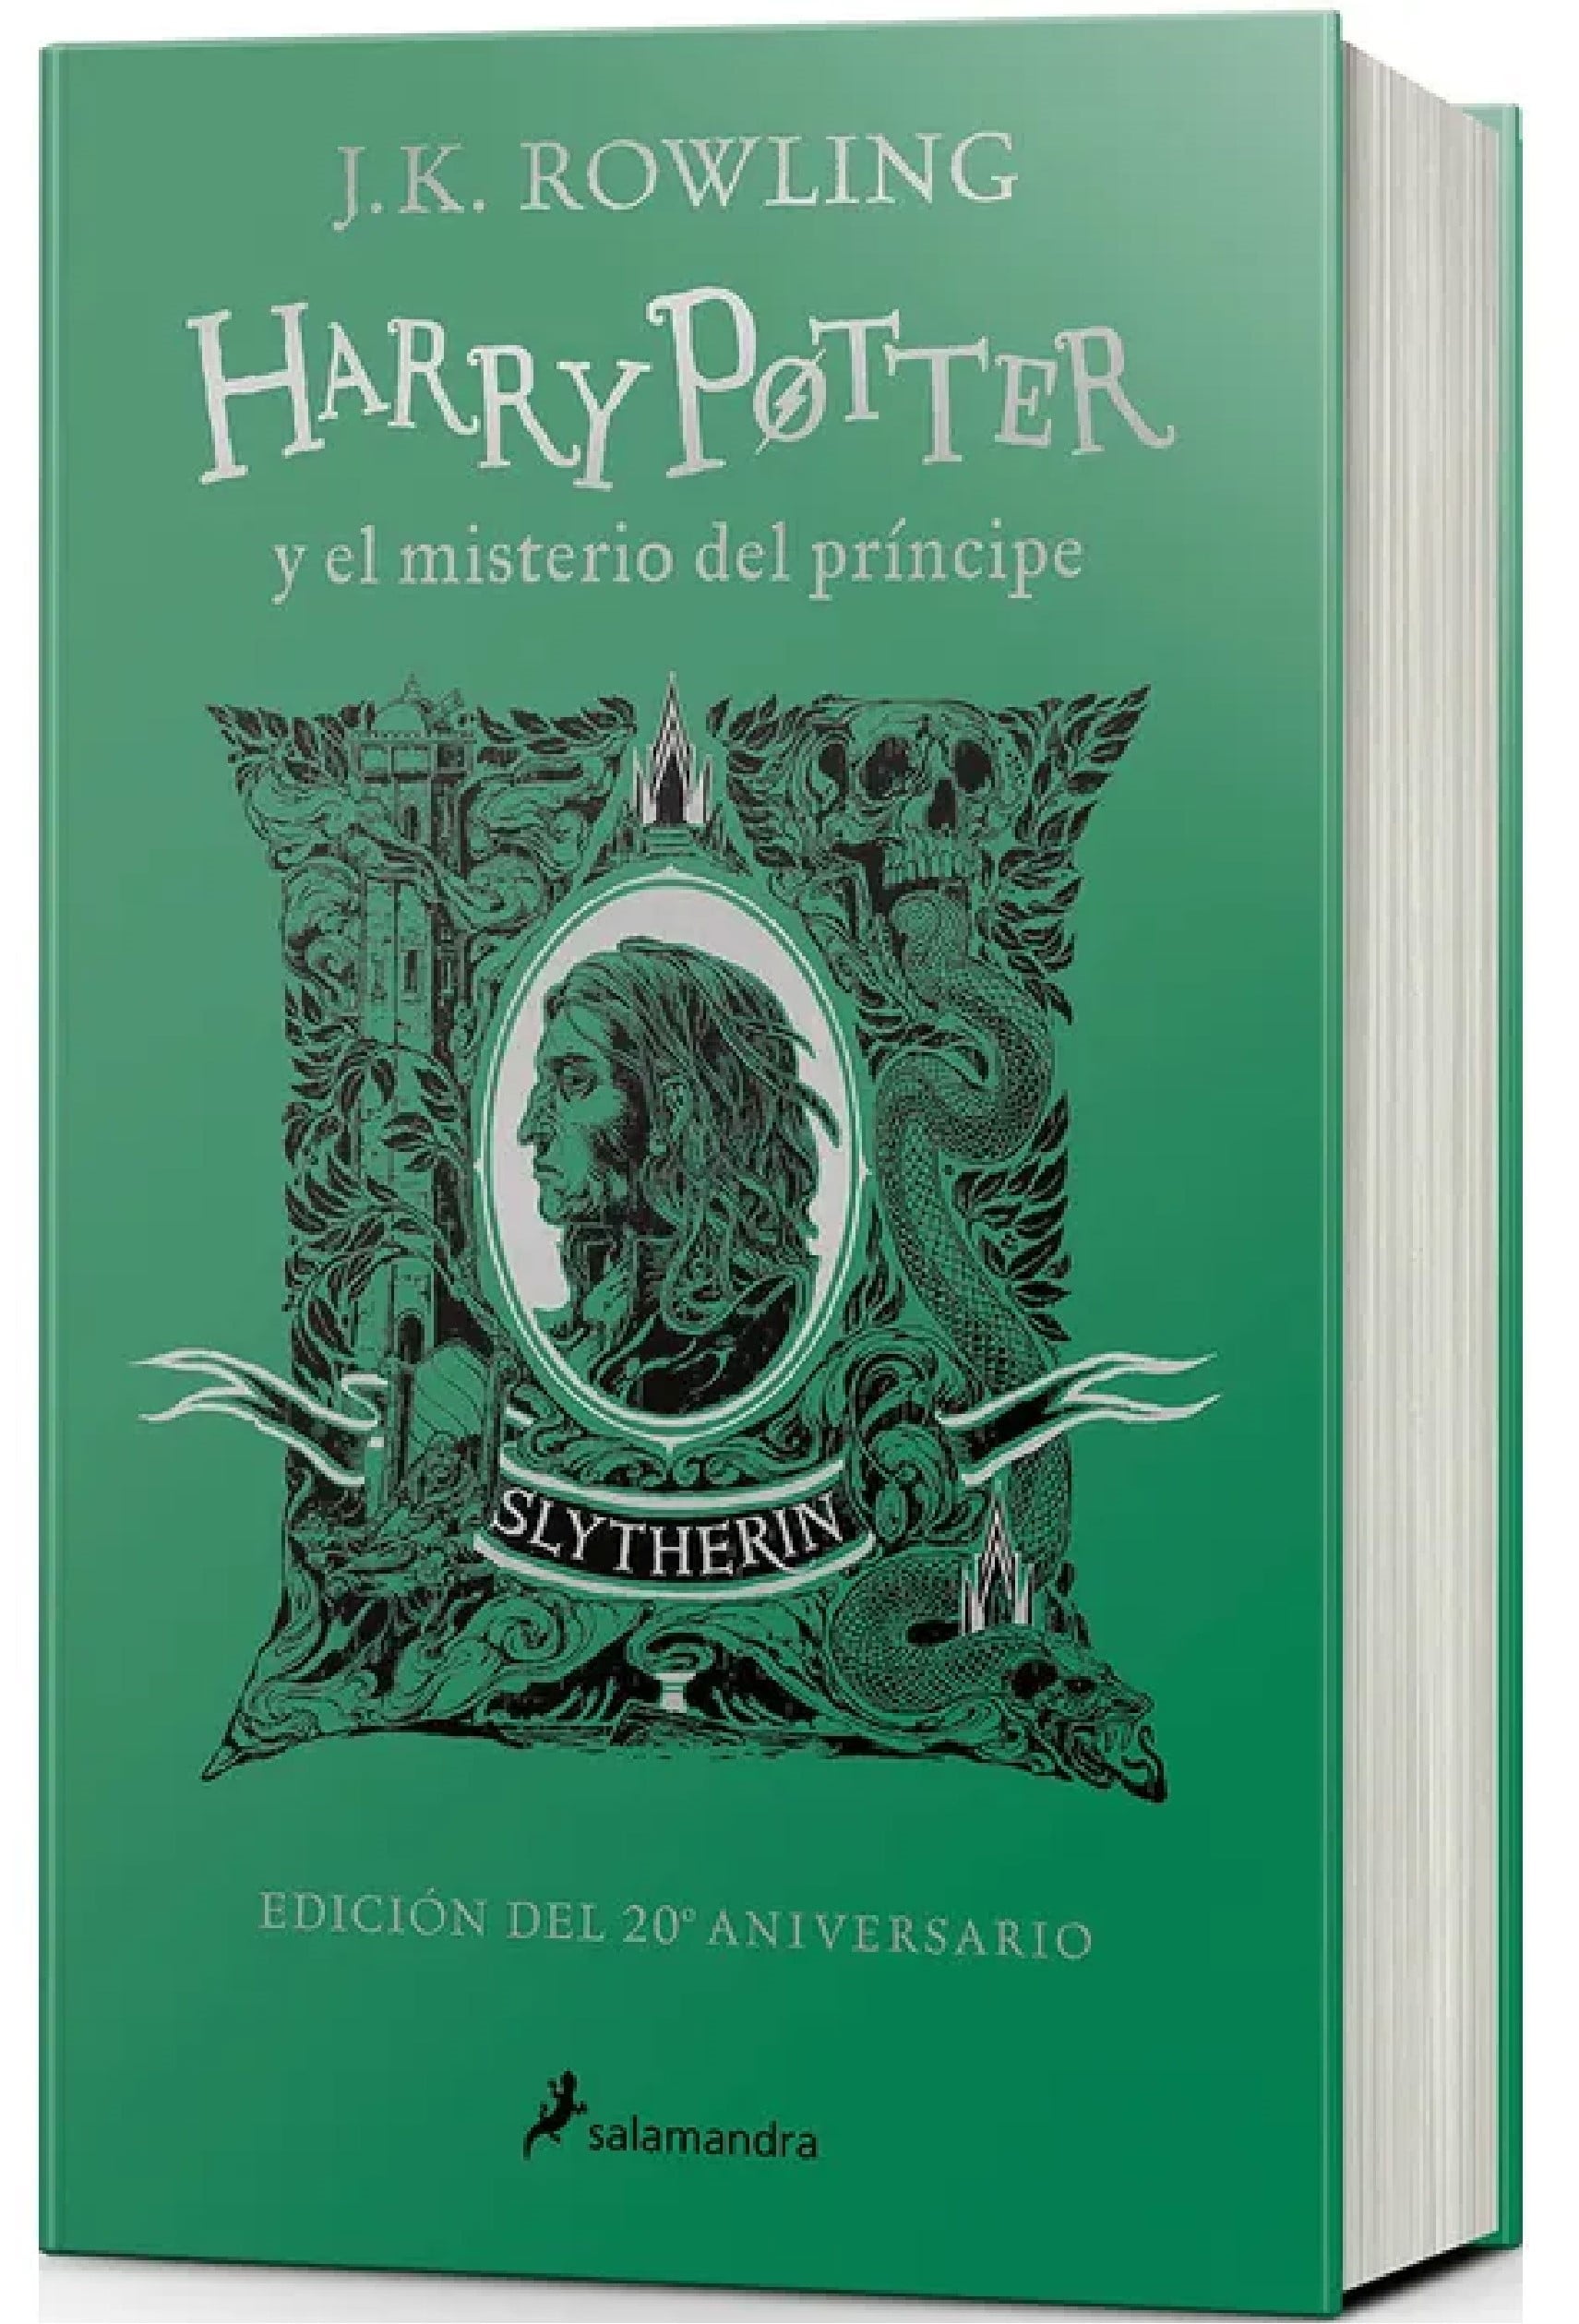 J.K. ROWLING
HARRY POTTER
y el misterio del príncipe
SLYTHERIN
EDICIÓN DEL 20º ANIVERSARIO
salamandra